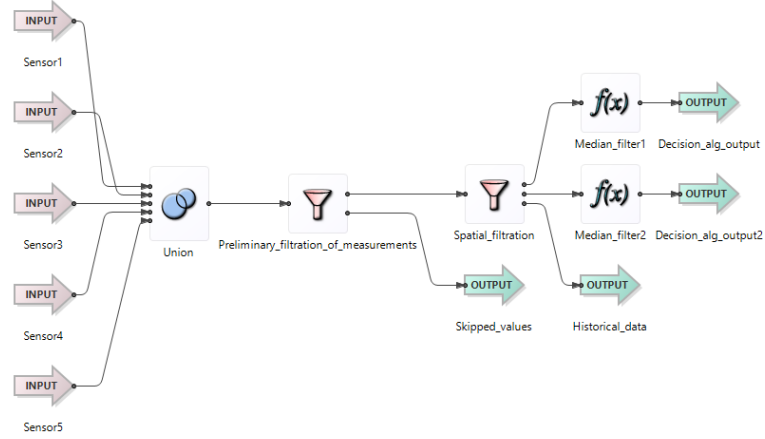 INPUT
Sensor1
INPUT
Sensor2
INPUT
Sensor3
INPUT
Sensor4
INPUT
Sensor5
Union
Preliminary_filtration_of_measurements
Spatial_filtration
OUTPUT
Skipped_values
f(x)
Median_filter1
OUTPUT
Decision_alg_output
f(x)
Median_filter2
OUTPUT
Decision_alg_output2
OUTPUT
Historical_data